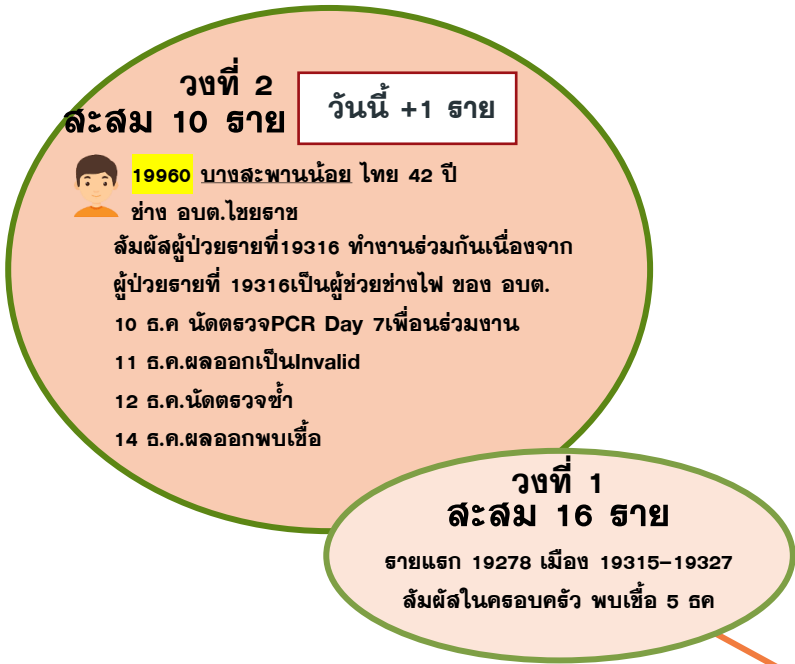 วงที่ 2
สะสม 10 ราย
วันนี้ +1 ราย
19960 บางสะพานน้อย ไทย 42 ปี
ช่าง อบต.ไชยราช
สัมผัสผู้ป่วยรายที่19316 ทำงานร่วมกันเนื่องจาก
ผู้ป่วยรายที่ 19316เป็นผู้ช่วยช่างไฟ ของ อบต.
10 ธ.ค นัดตรวจPCR Day 7เพื่อนร่วมงาน
11 ธ.ค.ผลออกเป็นInvalid
12 ธ.ค.นัดตรวจซ้ำ
14 ธ.ค.ผลออกพบเชื้อ
วงที่ 1
สะสม 16 ราย
รายแรก 19278 เมือง 19315-19327
สัมผัสในครอบครัว พบเชื้อ 5 ธค